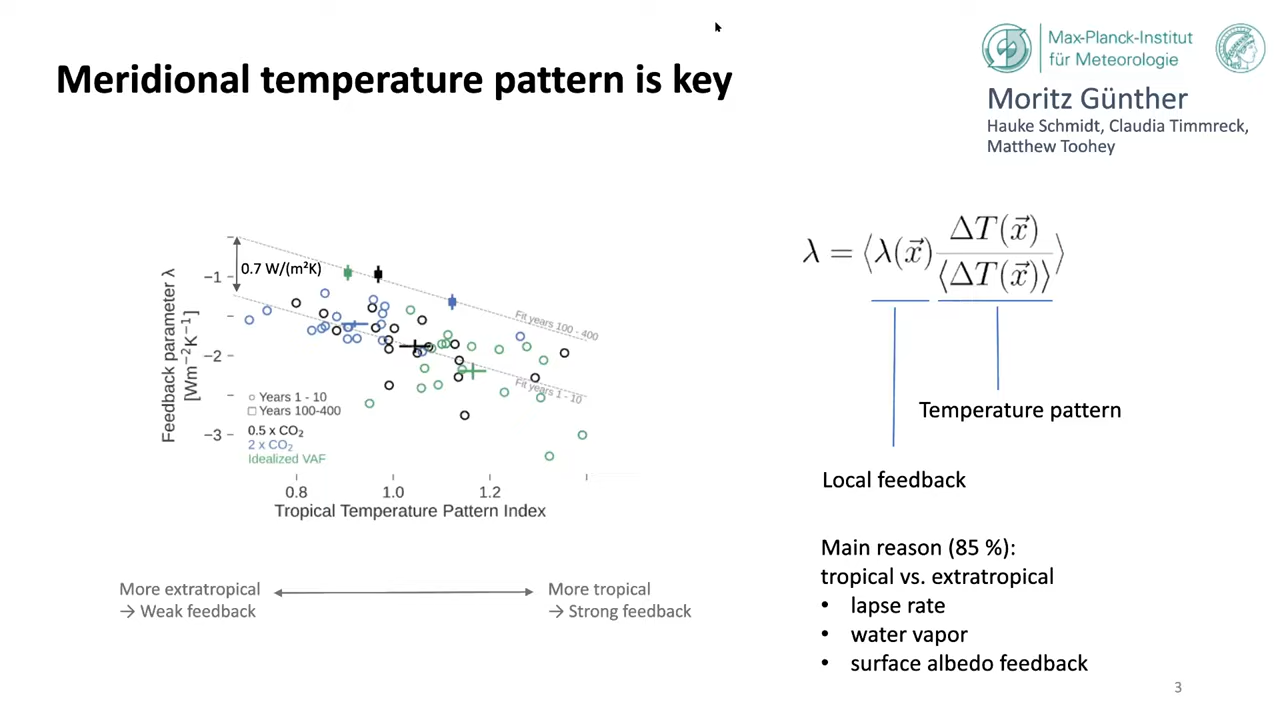 Meridional temperature pattern is key
Max-Planck-Institut
für Meteorologie
Moritz Günther
Hauke Schmidt, Claudia Timmreck,
Matthew Toohey
Feedback parameter λ
[Wm⁻²K⁻¹]
−1
−2
−3
0.7 W/(m²K)
Fit years 100 - 400
Fit years 1 - 10
Years 1 - 10
Years 100-400
0.5 x CO₂
2 x CO₂
Idealized VAF
0.8 1.0 1.2
Tropical Temperature Pattern Index
More extratropical
→ Weak feedback
More tropical
→ Strong feedback
λ = ⟨λ(x⃗) ΔT(x⃗) / ⟨ΔT(x⃗)⟩⟩
Temperature pattern
Local feedback
Main reason (85 %):
tropical vs. extratropical
• lapse rate
• water vapor
• surface albedo feedback
3